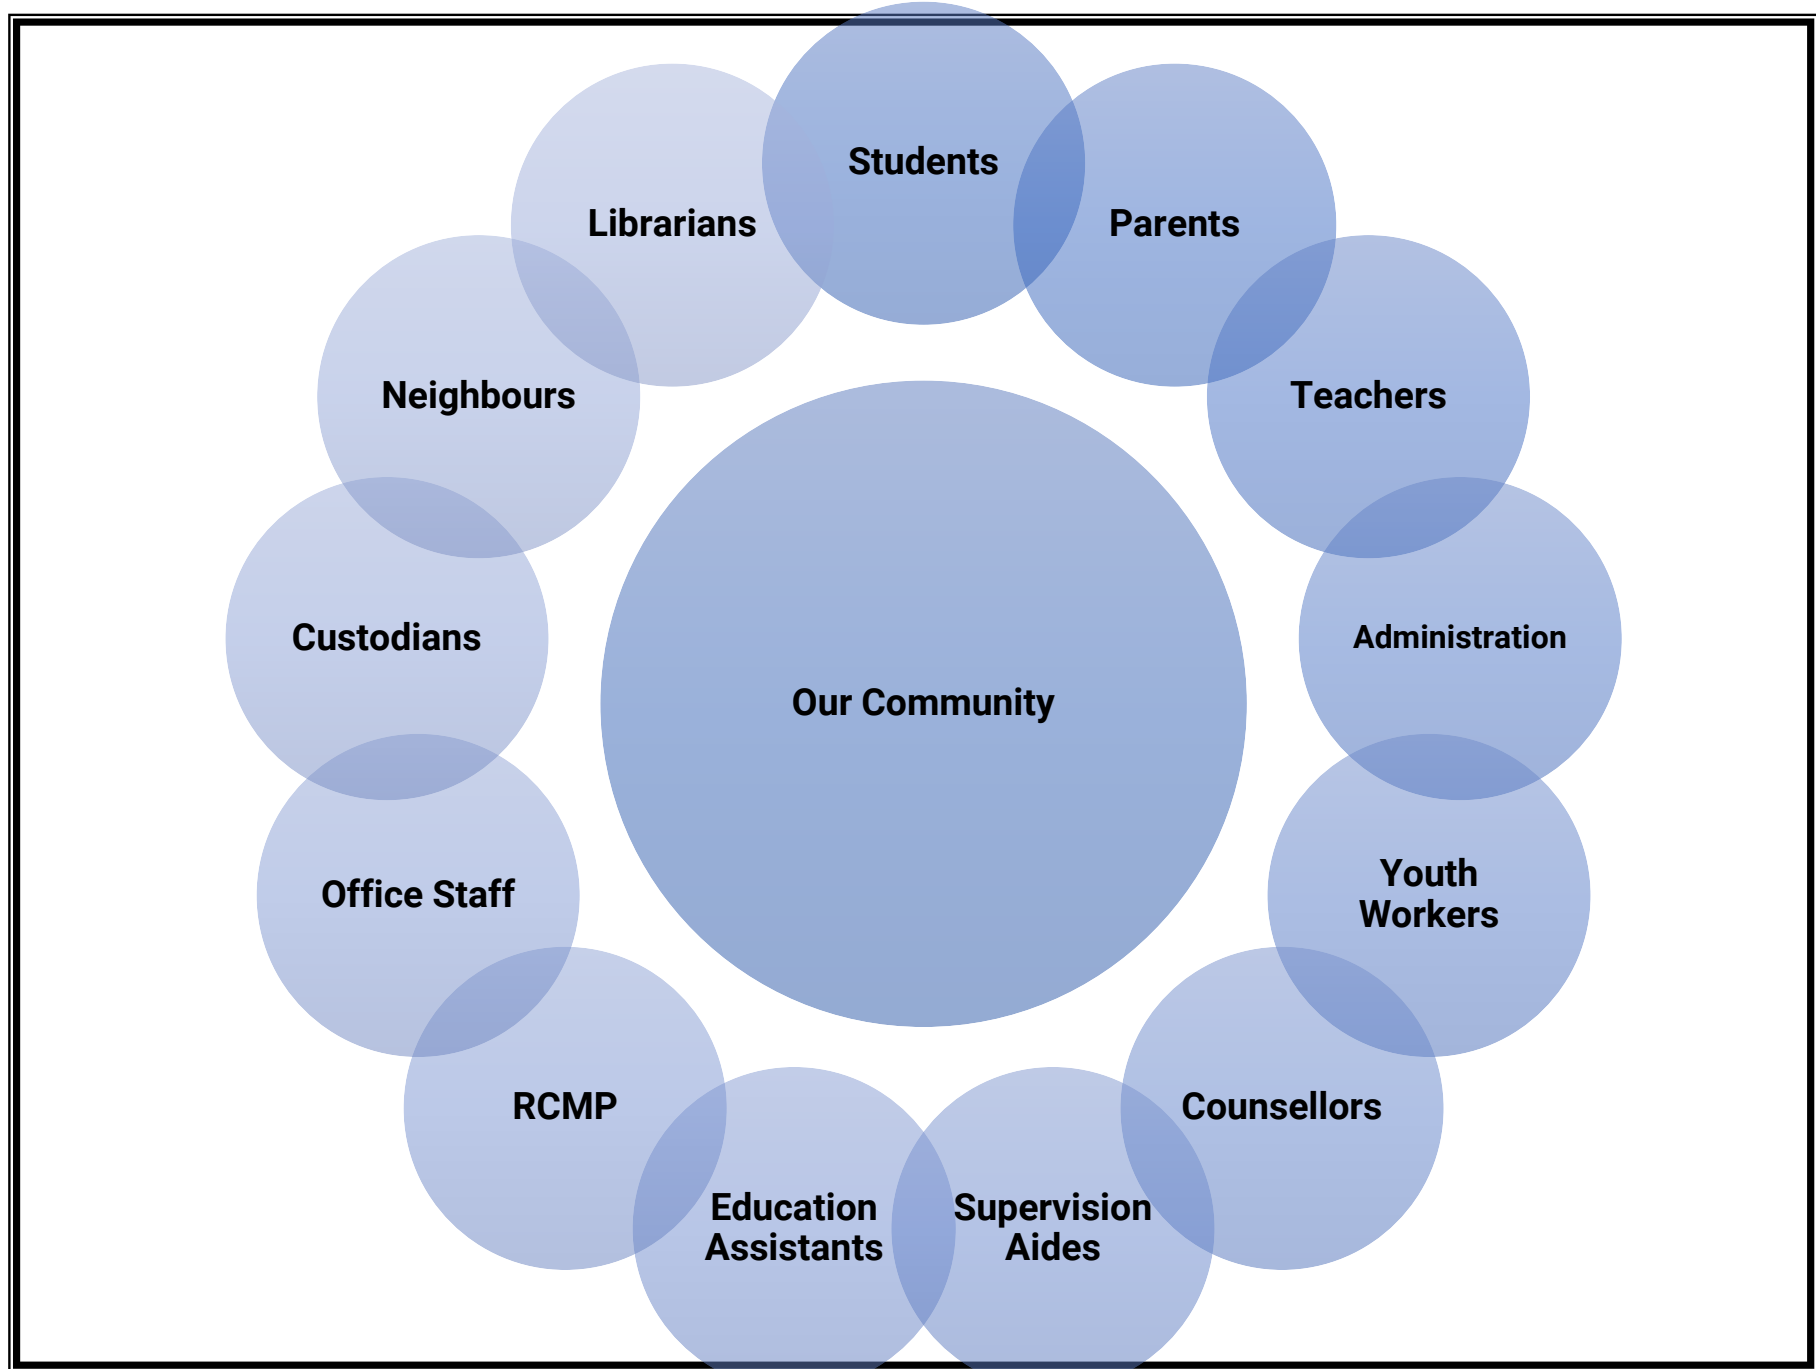 Students
Parents
Teachers
Administration
Youth
Workers
Counsellors
Supervision
Aides
Education
Assistants
RCMP
Office Staff
Custodians
Neighbours
Librarians
Our Community